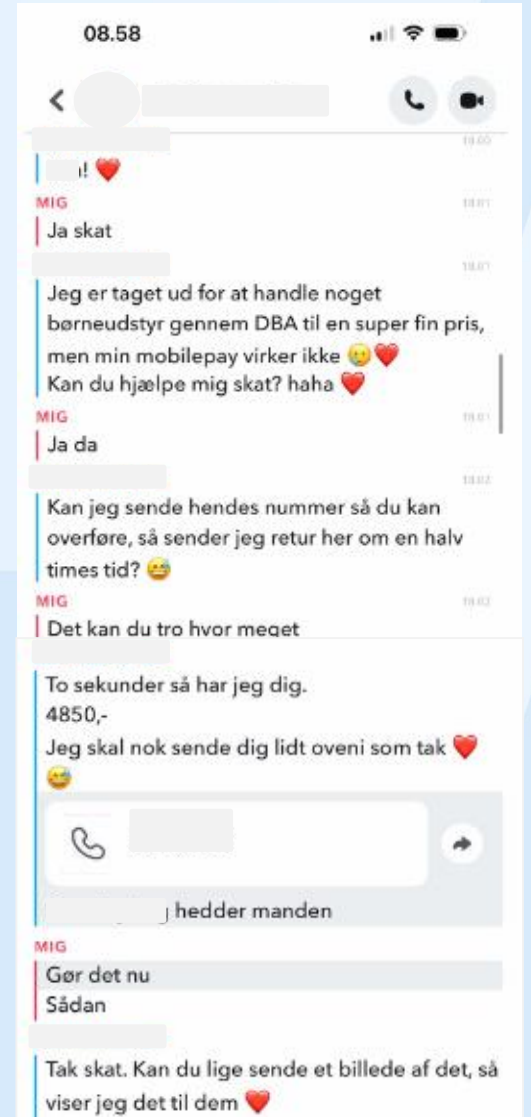 08.58
! ❤️
MIG
Ja skat
Jeg er taget ud for at handle noget
børneudstyr gennem DBA til en super fin pris,
men min mobilepay virker ikke 🥲❤️
Kan du hjælpe mig skat? haha ❤️
MIG
Ja da
Kan jeg sende hendes nummer så du kan
overføre, så sender jeg retur her om en halv
times tid? 😅
MIG
Det kan du tro hvor meget
To sekunder så har jeg dig.
4850,-
Jeg skal nok sende dig lidt oveni som tak ❤️
😅
hedder manden
MIG
Gør det nu
Sådan
Tak skat. Kan du lige sende et billede af det, så
viser jeg det til dem ❤️